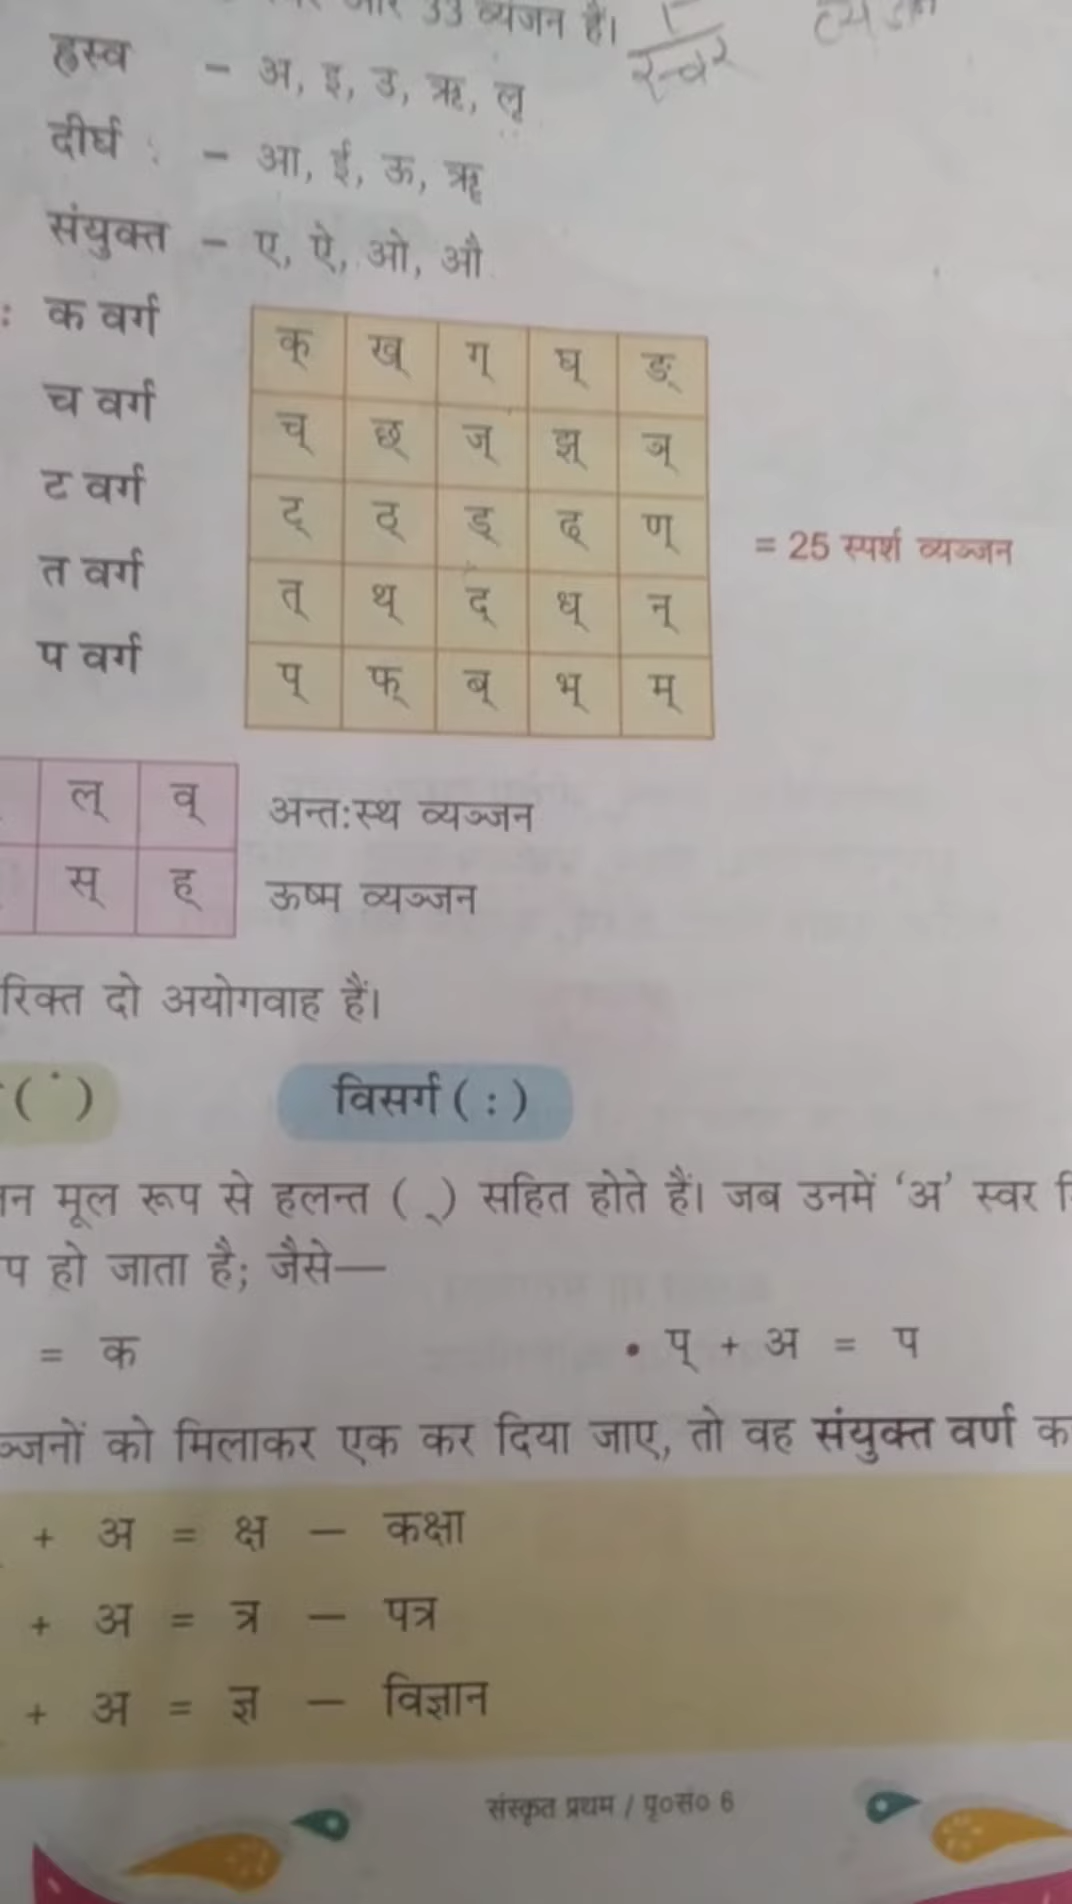 और 33 व्यंजन हैं।
स्वर
ह्रस्व - अ, इ, उ, ऋ, लृ
दीर्घ : - आ, ई, ऊ, ॠ
संयुक्त - ए, ऐ, ओ, औ
: क वर्ग क् ख् ग् घ् ङ्
च वर्ग च् छ् ज् झ् ञ्
ट वर्ग ट् ठ् ड् ढ् ण्
= 25 स्पर्श व्यञ्जन
त वर्ग त् थ् द् ध् न्
प वर्ग प् फ् ब् भ् म्
ल् व् अन्त:स्थ व्यञ्जन
स् ह् ऊष्म व्यञ्जन
रिक्त दो अयोगवाह हैं।
( ं ) विसर्ग ( : )
मूल रूप से हलन्त ( ्) सहित होते हैं। जब उनमें ‘अ’ स्वर
प हो जाता है; जैसे—
= क • प् + अ = प
ञ्जनों को मिलाकर एक कर दिया जाए, तो वह संयुक्त वर्ण क
+ अ = क्ष — कक्षा
+ अ = त्र — पत्र
+ अ = ज्ञ — विज्ञान
संस्कृत प्रथम / पृ०सं० 6